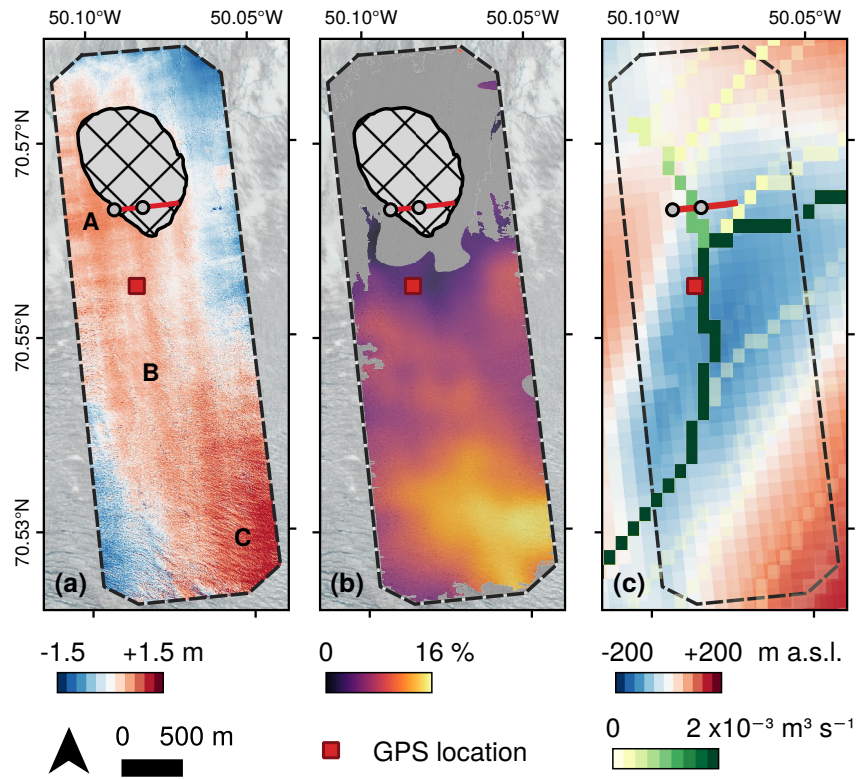 50.10°W 50.05°W 50.10°W 50.05°W 50.10°W 50.05°W
70.57°N
70.55°N
70.53°N
A
B
C
(a) (b) (c)
-1.5 +1.5 m 0 16 % -200 +200 m a.s.l.
0 500 m GPS location 0 2 x10⁻³ m³ s⁻¹